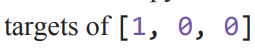 targets of [1, 0, 0]